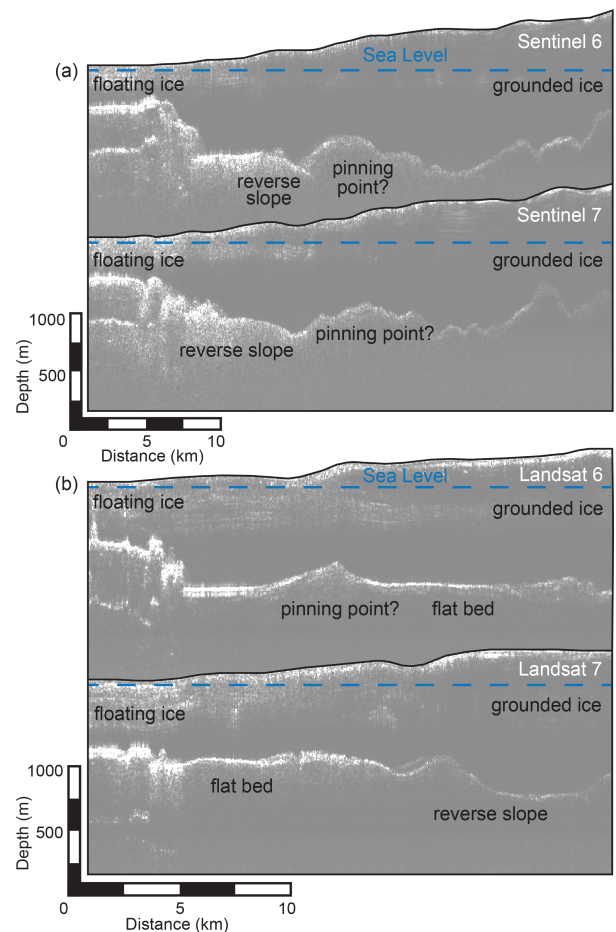 Sentinel 6
Sea Level
(a)
floating ice
grounded ice
reverse
slope
pinning
point?
Sentinel 7
floating ice
grounded ice
reverse slope
pinning point?
1000
500
Depth (m)
0
5
10
Distance (km)
(b)
Sea Level
Landsat 6
floating ice
grounded ice
pinning point?
flat bed
Landsat 7
floating ice
grounded ice
flat bed
reverse slope
1000
500
Depth (m)
0
5
10
Distance (km)